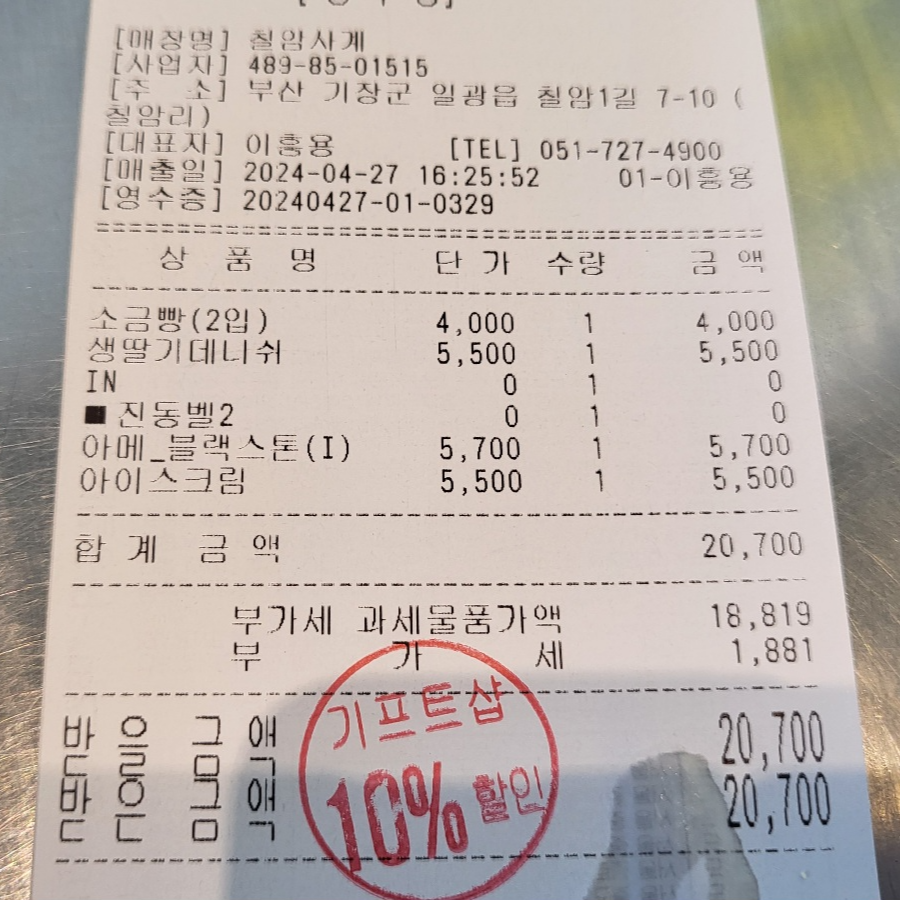 [매장명] 칠암사계
[사업자] 489-85-01515
[주 소] 부산 기장군 일광읍 칠암1길 7-10 (
칠암리)
[대표자] 이흥용 [TEL] 051-727-4900
[매출일] 2024-04-27 16:25:52 01-이흥용
[영수증] 20240427-01-0329
상 품 명 단 가 수량 금 액
소금빵(2입) 4,000 1 4,000
생딸기데니쉬 5,500 1 5,500
IN 0 1 0
■ 진동벨2 0 1 0
아메_블랙스톤(I) 5,700 1 5,700
아이스크림 5,500 1 5,500
합 계 금 액 20,700
부가세 과세물품가액 18,819
부 가 세 1,881
받 을 금 액 20,700
받 은 금 액 20,700
기프트샵
10% 할인